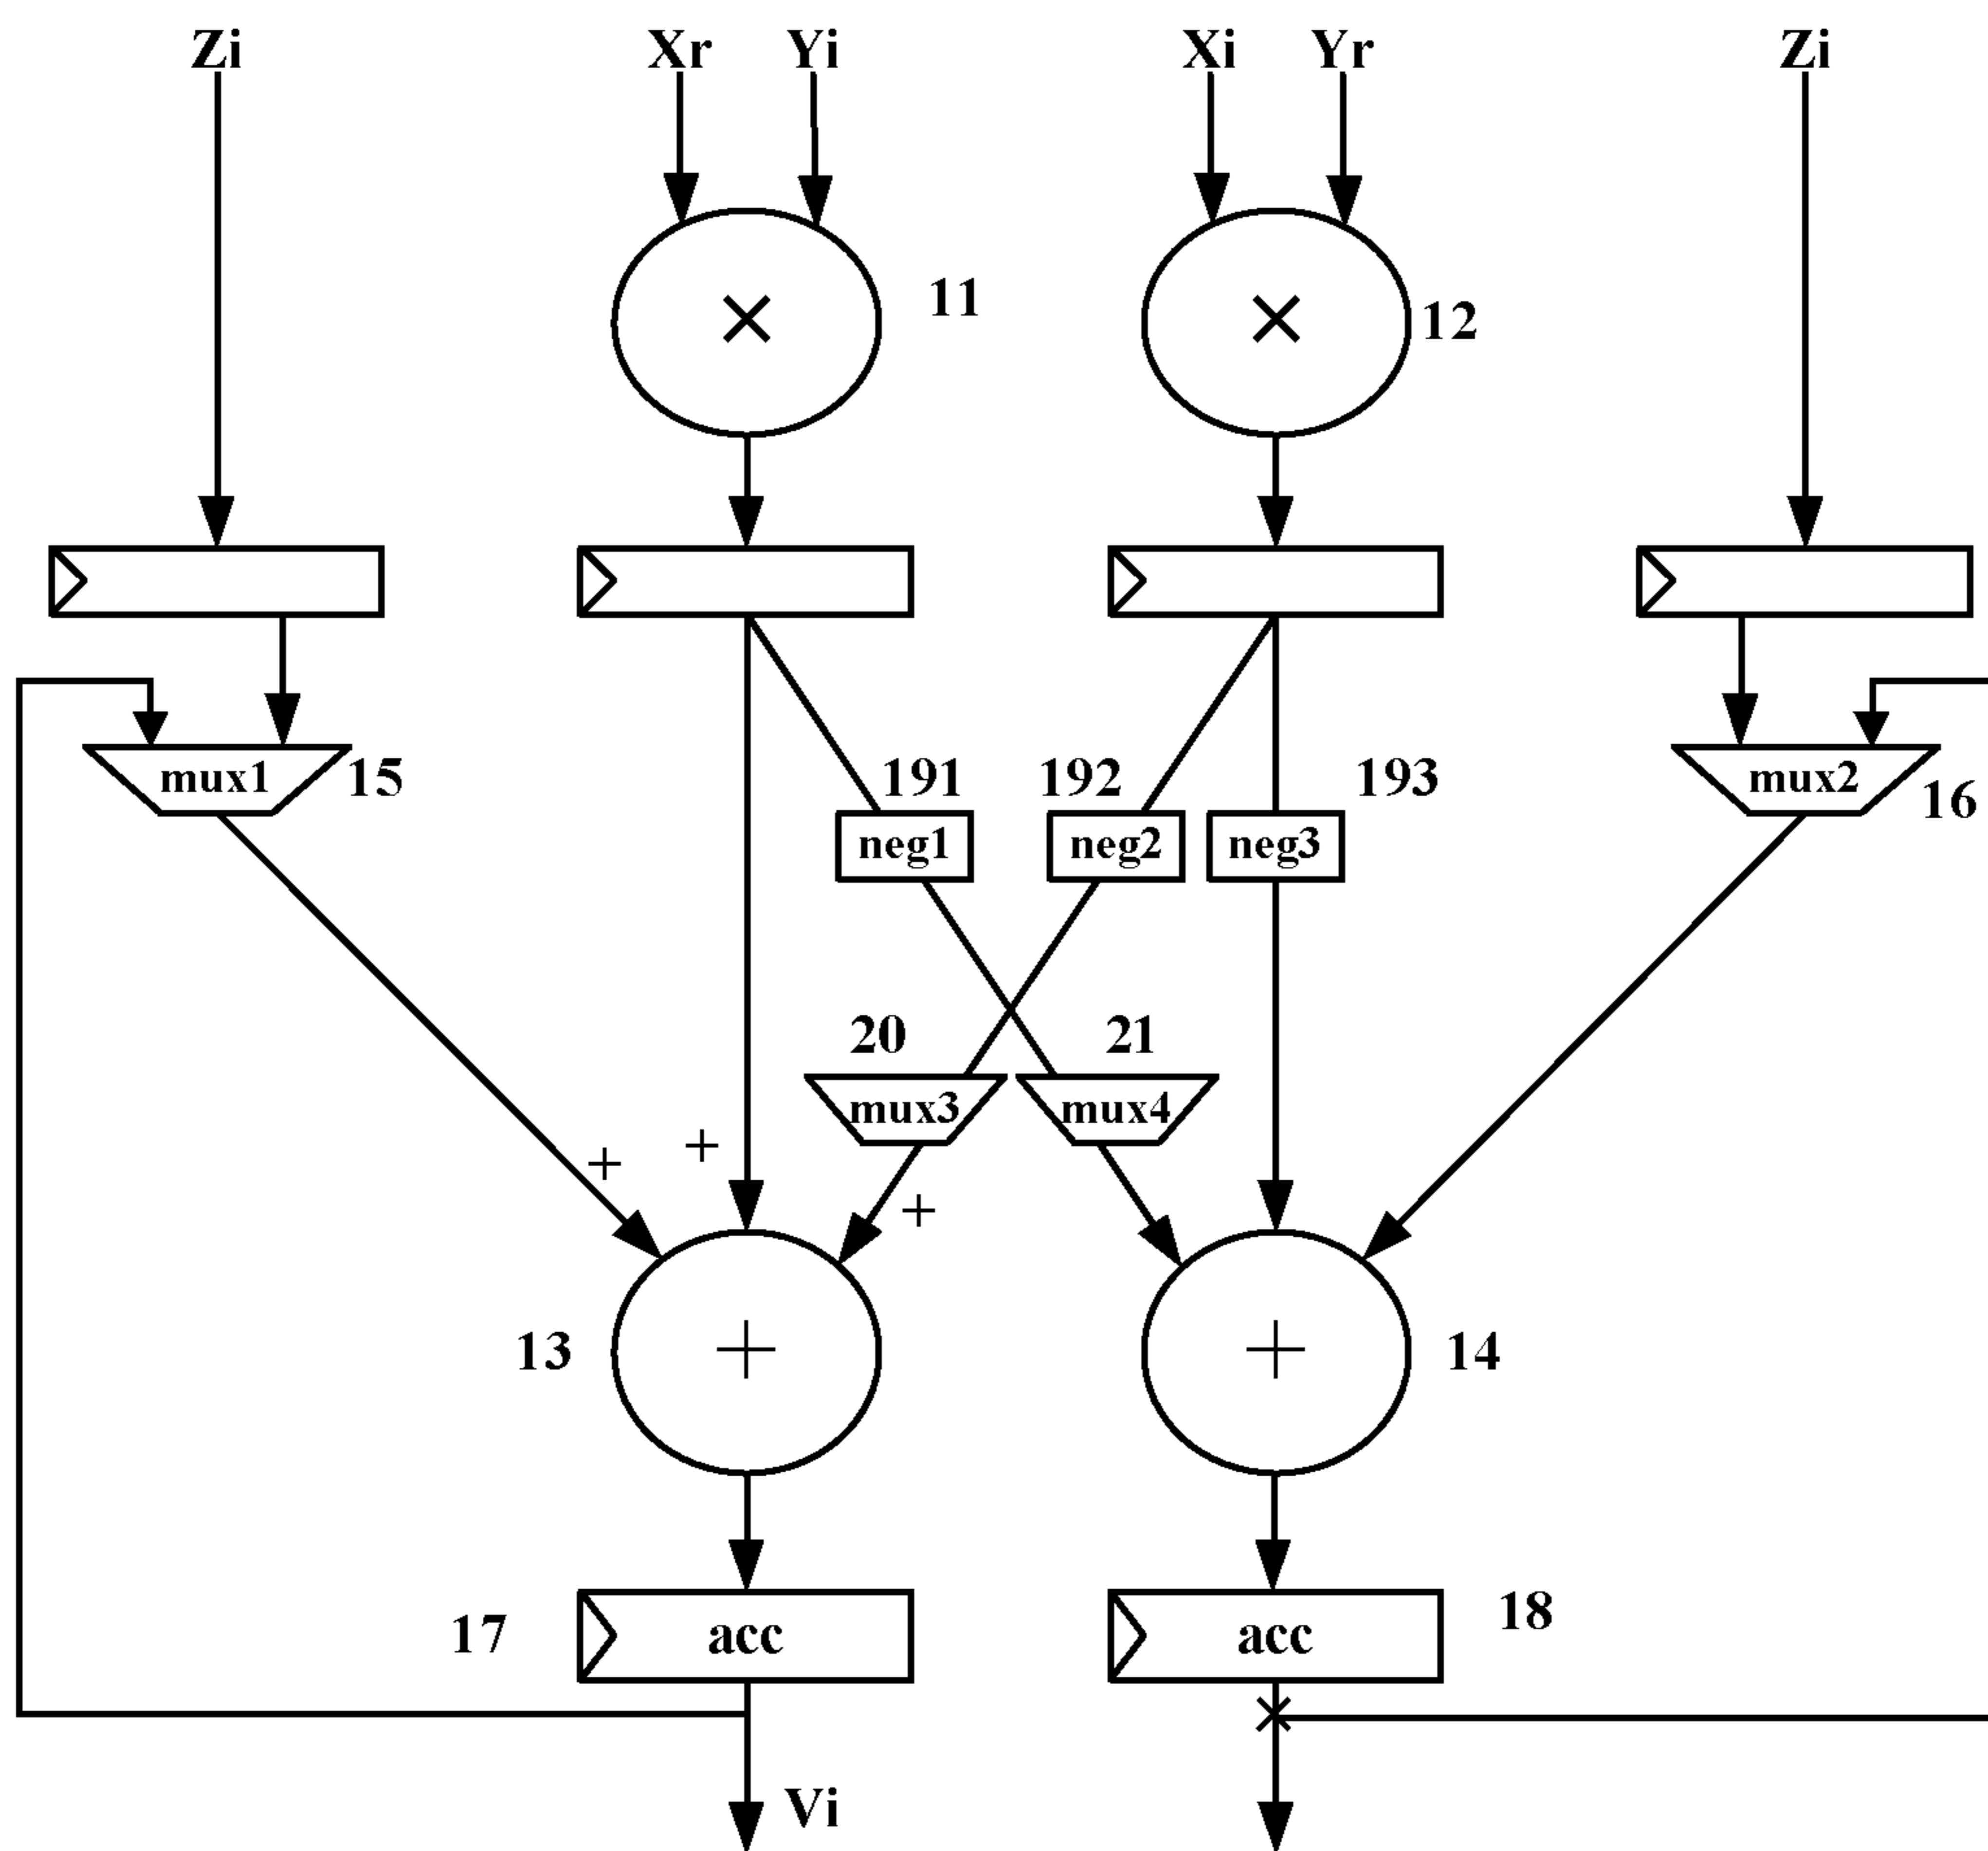 Zi Xr Yi Xi Yr Zi
× 11 × 12
mux1 15 191 192 193 mux2 16
neg1 neg2 neg3
20 21
mux3 mux4
+ + +
13 + + 14
17 acc acc 18
Vi